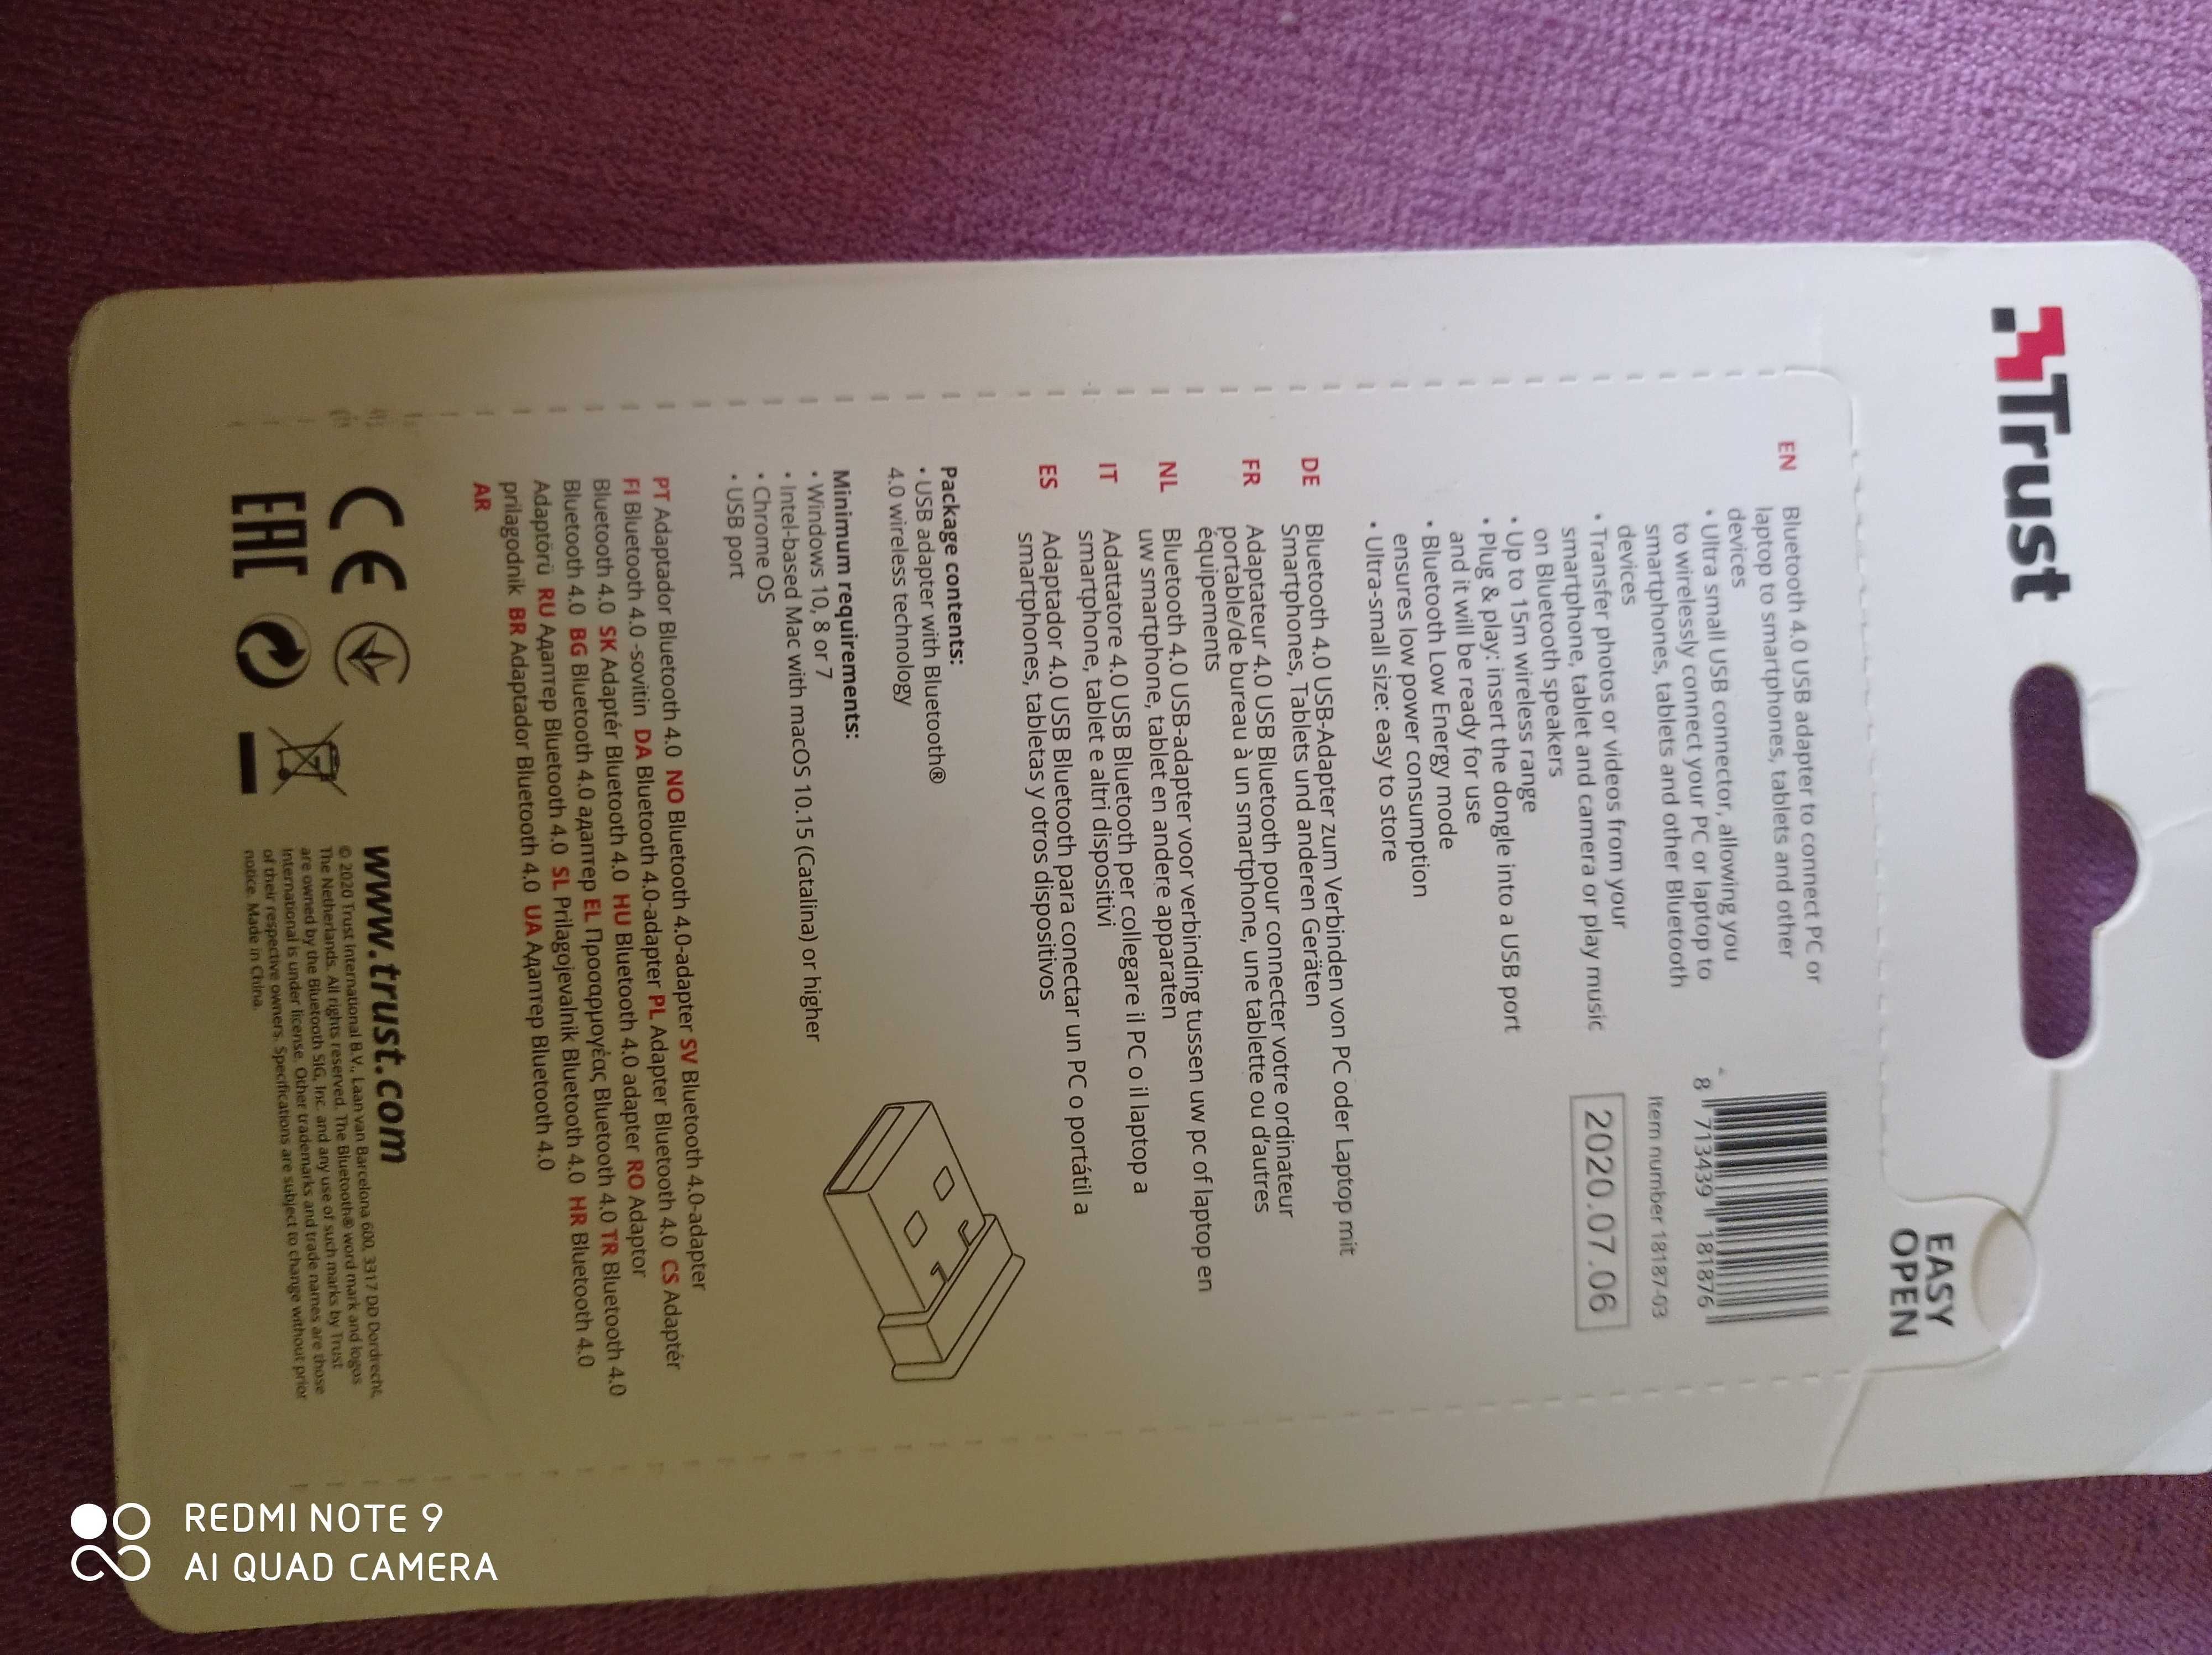 Trust
EASY
OPEN
EN
Bluetooth 4.0 USB adapter to connect PC or
laptop to smartphones, tablets and other
devices
• Ultra small USB connector, allowing you
to wirelessly connect your PC or laptop to
smartphones, tablets and other Bluetooth
devices
• Transfer photos or videos from your
smartphone, tablet and camera or play music
on Bluetooth speakers
• Up to 15m wireless range
• Plug & play: insert the dongle into a USB port
and it will be ready for use
• Bluetooth Low Energy mode
ensures low power consumption
• Ultra-small size: easy to store
8 713439 181876
Item number 18187-03
2020.07.06
DE Bluetooth 4.0 USB-Adapter zum Verbinden von PC oder Laptop mit
Smartphones, Tablets und anderen Geräten
FR Adaptateur 4.0 USB Bluetooth pour connecter votre ordinateur
portable/de bureau à un smartphone, une tablette ou d'autres
équipements
NL Bluetooth 4.0 USB-adapter voor verbinding tussen uw pc of laptop en
uw smartphone, tablet en andere apparaten
IT Adattatore 4.0 USB Bluetooth per collegare il PC o il laptop a
smartphone, tablet e altri dispositivi
ES Adaptador 4.0 USB Bluetooth para conectar un PC o portátil a
smartphones, tabletas y otros dispositivos
Package contents:
• USB adapter with Bluetooth®
4.0 wireless technology
Minimum requirements:
• Windows 10, 8 or 7
• Intel-based Mac with macOS 10.15 (Catalina) or higher
• Chrome OS
• USB port
PT Adaptador Bluetooth 4.0 NO Bluetooth 4.0-adapter SV Bluetooth 4.0-adapter
FI Bluetooth 4.0 -sovitin DA Bluetooth 4.0-adapter PL Adapter Bluetooth 4.0 CS Adaptér
Bluetooth 4.0 SK Adaptér Bluetooth 4.0 HU Bluetooth 4.0 adapter RO Adaptor
Bluetooth 4.0 BG Bluetooth 4.0 адаптер EL Προσαρμογέας Bluetooth 4.0 TR Bluetooth 4.0
Adaptörü RU Адаптер Bluetooth 4.0 SL Prilagojevalnik Bluetooth 4.0 HR Bluetooth 4.0
prilagodnik BR Adaptador Bluetooth 4.0 UA Адаптер Bluetooth 4.0
AR
CE
EAC
www.trust.com
© 2020 Trust International B.V., Laan van Barcelona 600, 3317 DD Dordrecht,
The Netherlands. All rights reserved. The Bluetooth® word mark and logos
are owned by the Bluetooth SIG, Inc. and any use of such marks by Trust
International is under license. Other trademarks and trade names are those
of their respective owners. Specifications are subject to change without prior
notice. Made in China.
REDMI NOTE 9
AI QUAD CAMERA